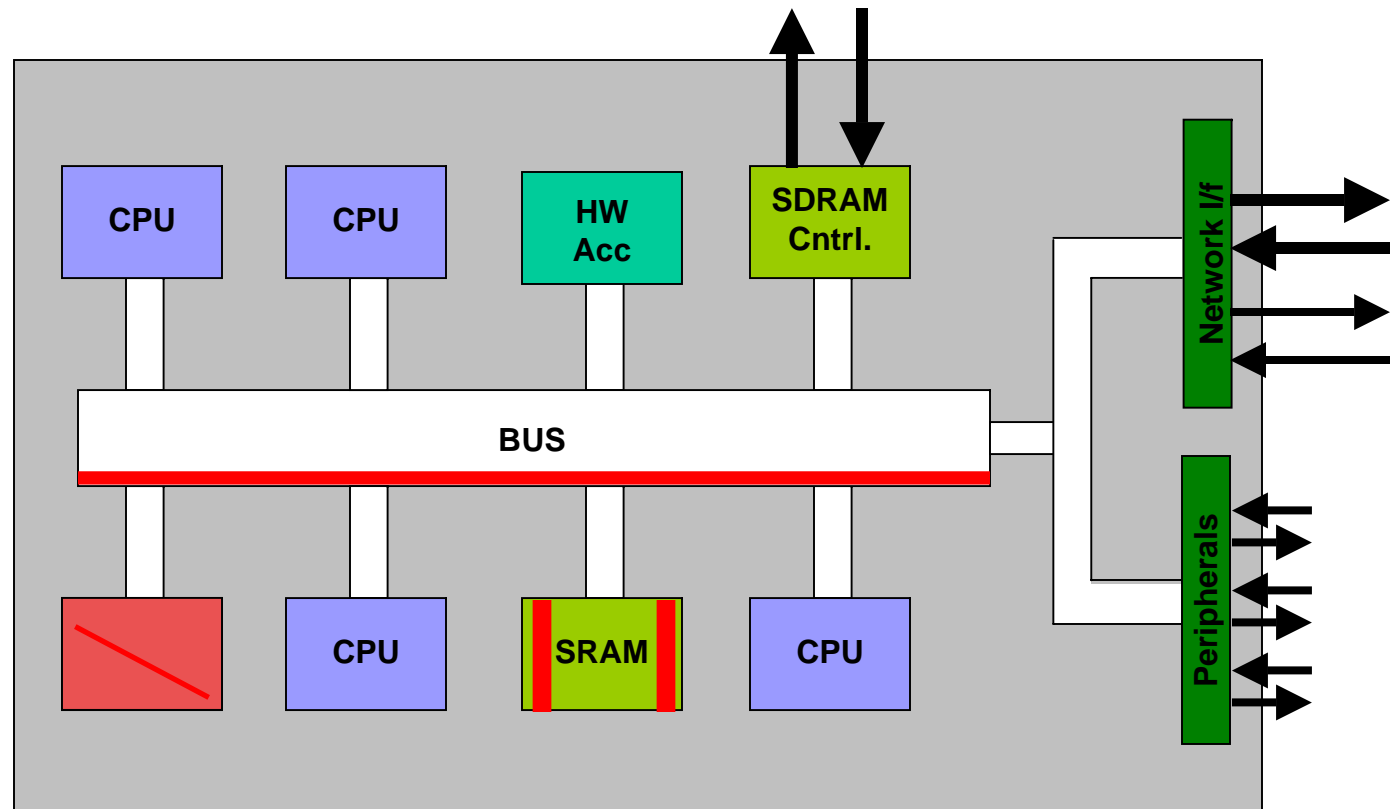 CPU
CPU
HW
Acc
SDRAM
Cntrl.
Network I/f
BUS
CPU
SRAM
CPU
Peripherals